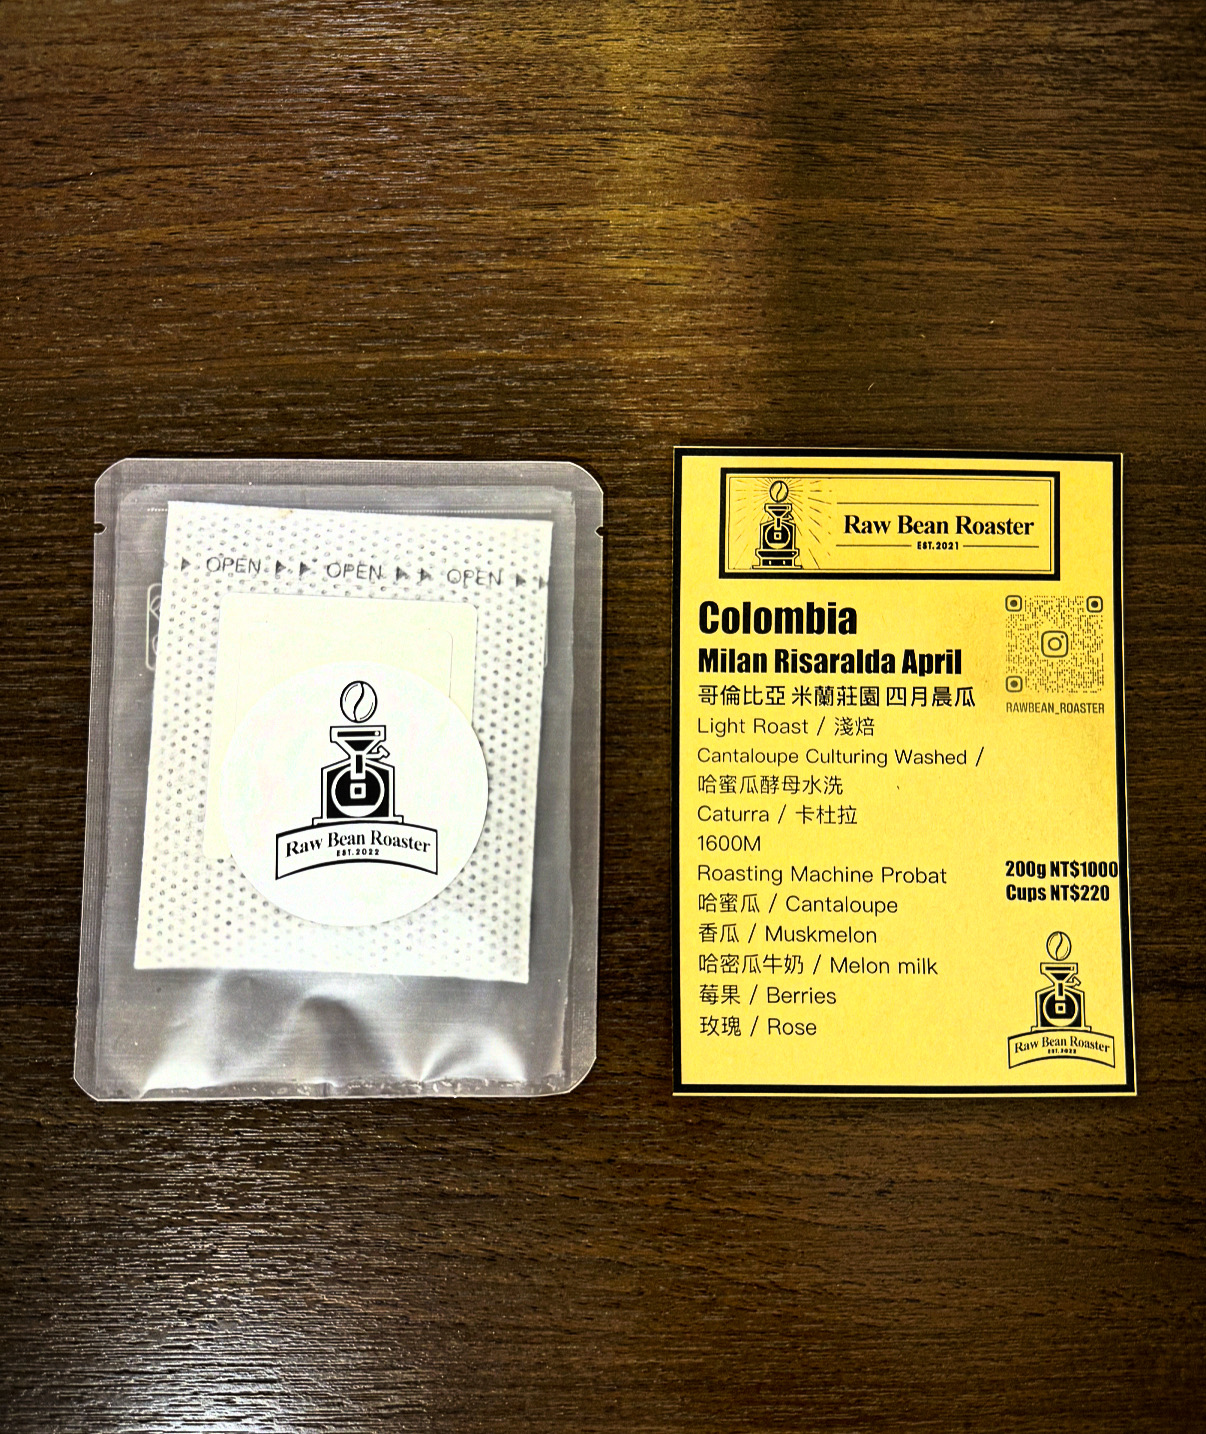 OPEN OPEN OPEN
Raw Bean Roaster
EST.2022
Raw Bean Roaster
EST.2021
Colombia
Milan Risaralda April
哥倫比亞 米蘭莊園 四月晨瓜
Light Roast / 淺焙
Cantaloupe Culturing Washed /
哈蜜瓜酵母水洗
Caturra / 卡杜拉
1600M
Roasting Machine Probat
哈蜜瓜 / Cantaloupe
香瓜 / Muskmelon
哈密瓜牛奶 / Melon milk
莓果 / Berries
玫瑰 / Rose
RAWBEAN_ROASTER
200g NT$1000
Cups NT$220
Raw Bean Roaster
EST.2022